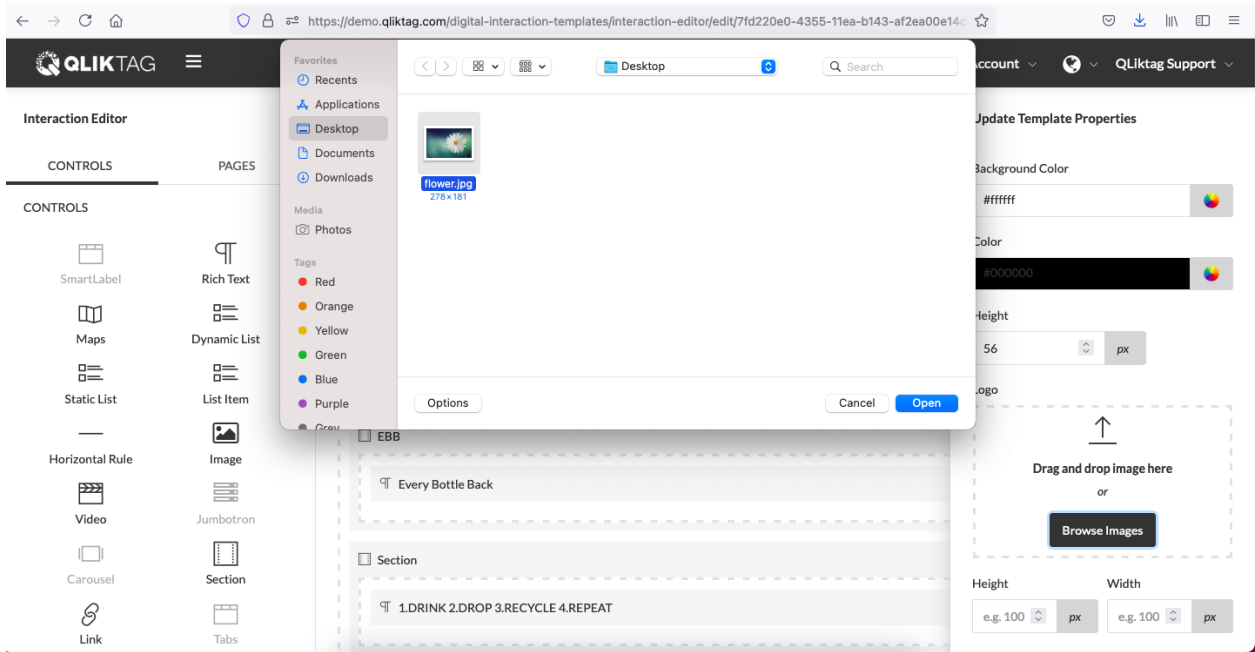 https://demo.qliktag.com/digital-interaction-templates/interaction-editor/edit/7fd220e0-4355-11ea-b143-af2ea00e14
QLIKTAG
Account
QLiktag Support
Interaction Editor
CONTROLS
PAGES
CONTROLS
SmartLabel
Rich Text
Maps
Dynamic List
Static List
List Item
Horizontal Rule
Image
Video
Jumbotron
Carousel
Section
Link
Tabs
Favorites
Recents
Applications
Desktop
Documents
Downloads
Media
Photos
Tags
Red
Orange
Yellow
Green
Blue
Purple
Grey
Desktop
Search
flower.jpg
278×181
Options
Cancel
Open
EBB
Every Bottle Back
Section
1.DRINK 2.DROP 3.RECYCLE 4.REPEAT
Update Template Properties
Background Color
#ffffff
Color
#000000
Height
56
px
Logo
Drag and drop image here
or
Browse Images
Height
Width
e.g. 100 px
e.g. 100 px